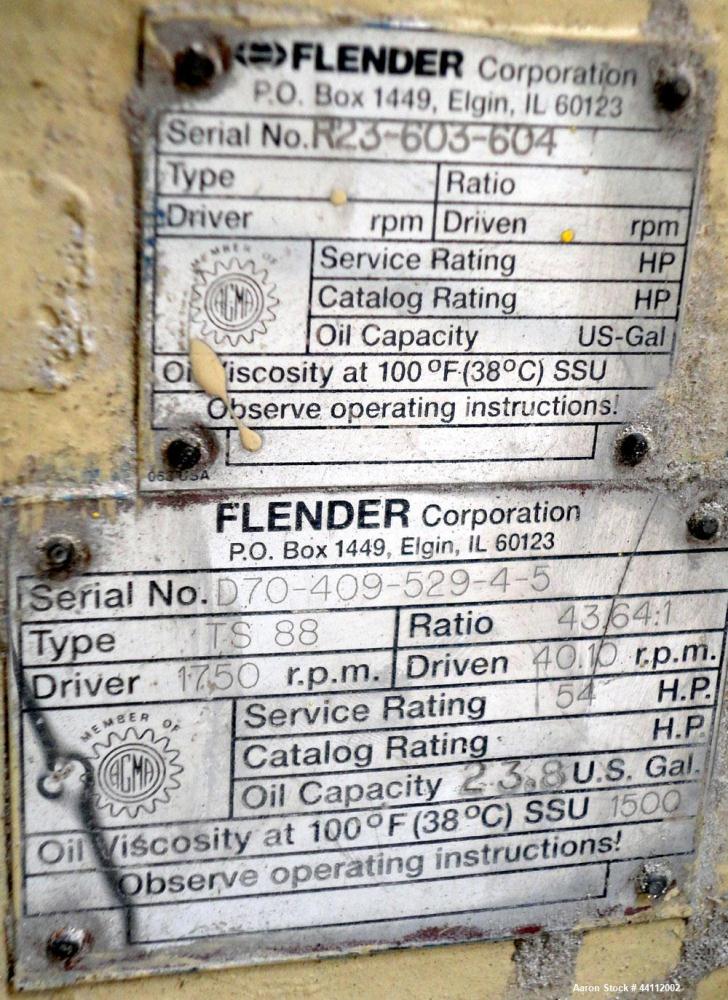 FLENDER Corporation
P.O. Box 1449, Elgin, IL 60123
Serial No. R23-603-604
Type Ratio
Driver rpm Driven rpm
MEMBER OF AGMA
Service Rating HP
Catalog Rating HP
Oil Capacity US-Gal
Oil Viscosity at 100°F (38°C) SSU
Observe operating instructions!
USA
FLENDER Corporation
P.O. Box 1449, Elgin, IL 60123
Serial No. D70-409-529-4-5
Type TS 88 Ratio 43.64:1
Driver 1750 r.p.m. Driven 40.10 r.p.m.
MEMBER OF AGMA
Service Rating 54 H.P.
Catalog Rating H.P.
Oil Capacity 23.8 U.S. Gal.
Oil Viscosity at 100°F (38°C) SSU 1500
Observe operating instructions!
Aaron Stock # 44112002